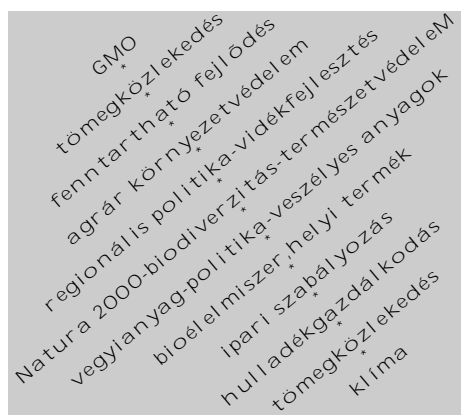 GMO
tömegközlekedés
fenntartható fejlődés
agrár környezetvédelem
regionális politika-vidékfejlesztés
Natura 2000-biodiverzitás-természetvédeleM
vegyianyag-politika-veszélyes anyagok
bioélelmiszer,helyi termék
ipari szabályozás
hulladékgazdálkodás
tömegközlekedés
klíma